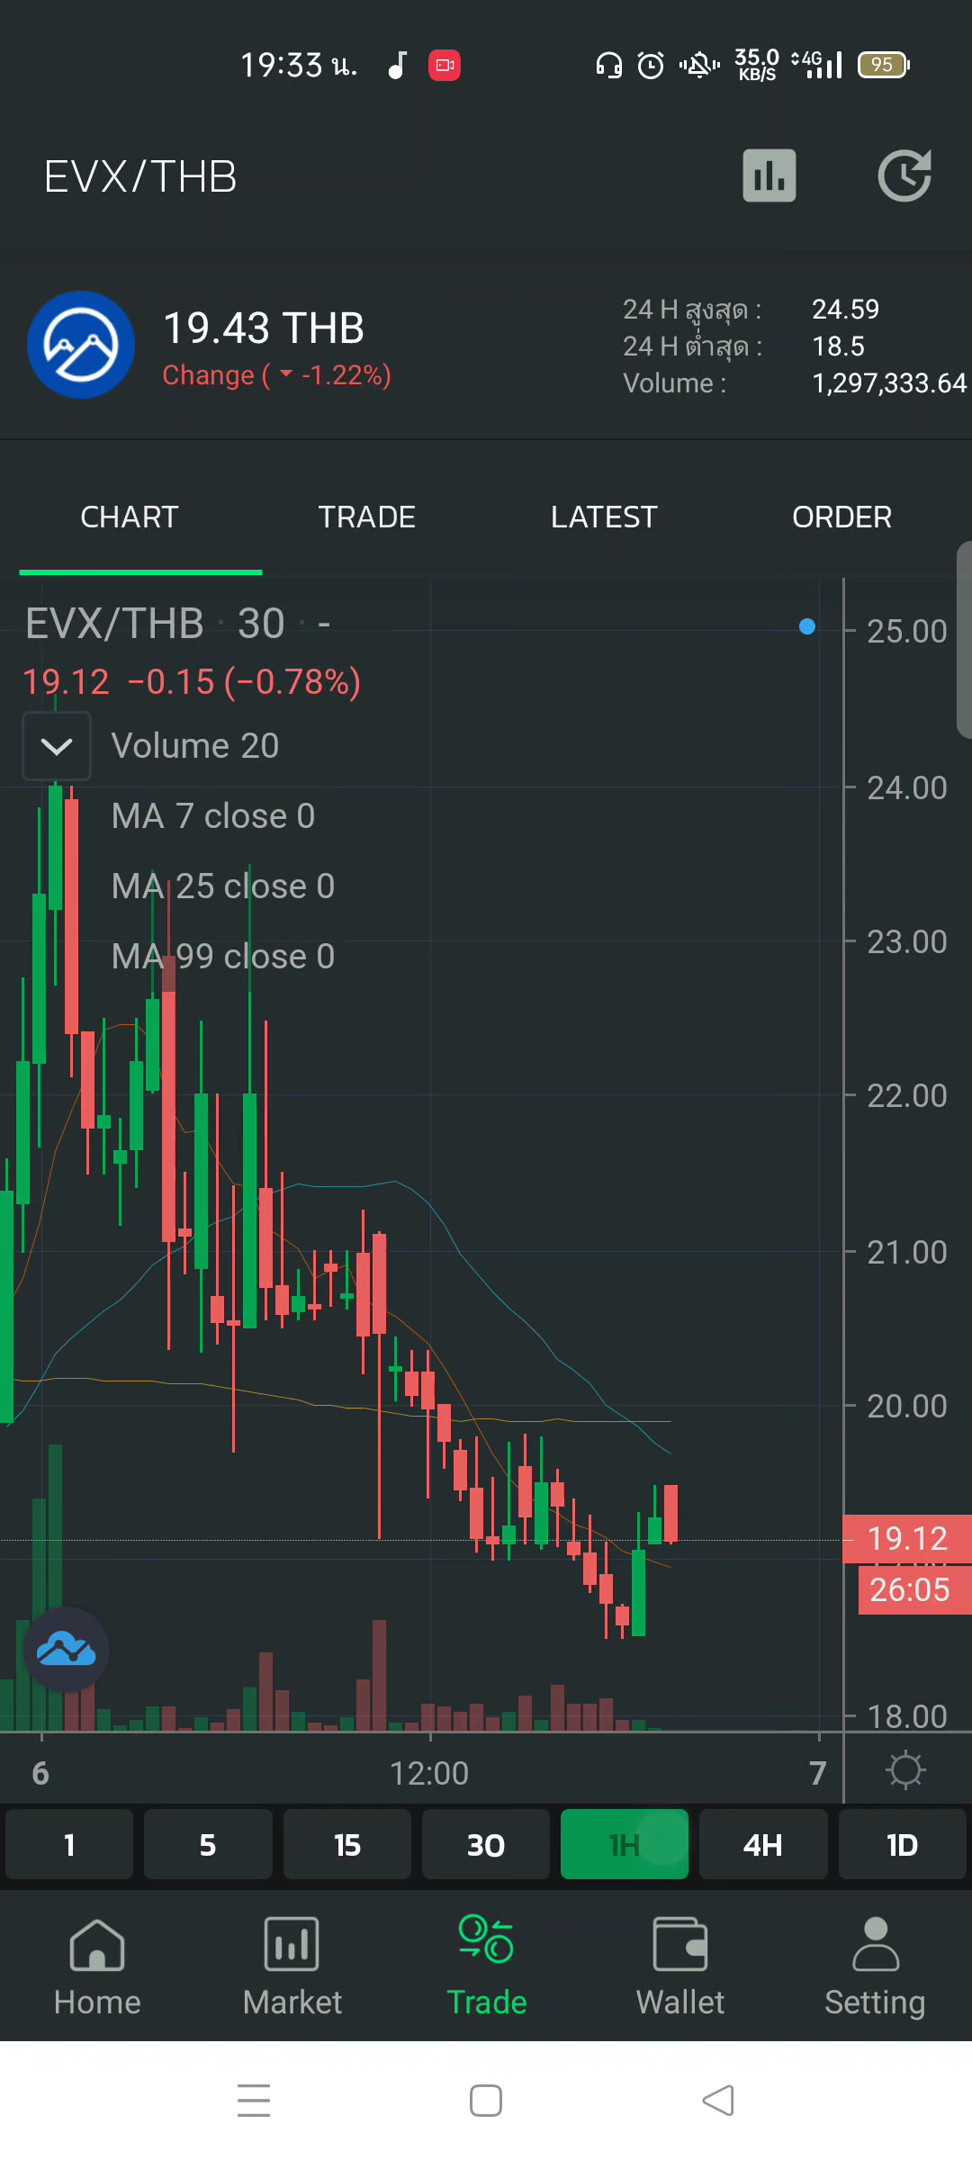 19:33 น.
35.0
KB/S
4G
95
EVX/THB
19.43 THB
Change ( -1.22%)
24 H สูงสุด : 24.59
24 H ต่ำสุด : 18.5
Volume : 1,297,333.64
CHART TRADE LATEST ORDER
EVX/THB · 30 · -
19.12 −0.15 (−0.78%)
Volume 20
MA 7 close 0
MA 25 close 0
MA 99 close 0
25.00
24.00
23.00
22.00
21.00
20.00
19.12
26:05
18.00
6 12:00 7
1 5 15 30 1H 4H 1D
Home Market Trade Wallet Setting